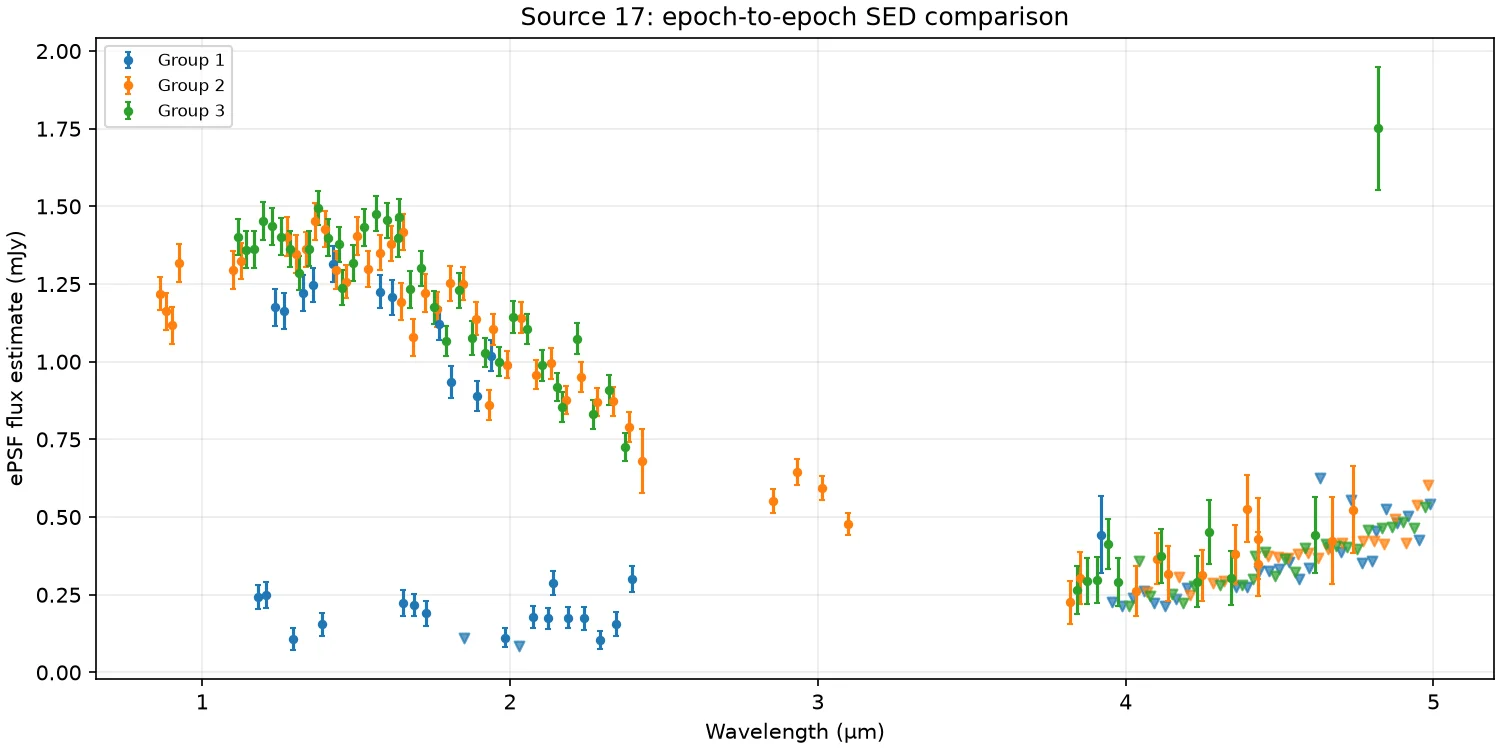 Source 17: epoch-to-epoch SED comparison
Group 1
Group 2
Group 3
ePSF flux estimate (mJy)
2.00
1.75
1.50
1.25
1.00
0.75
0.50
0.25
0.00
1 2 3 4 5
Wavelength (μm)